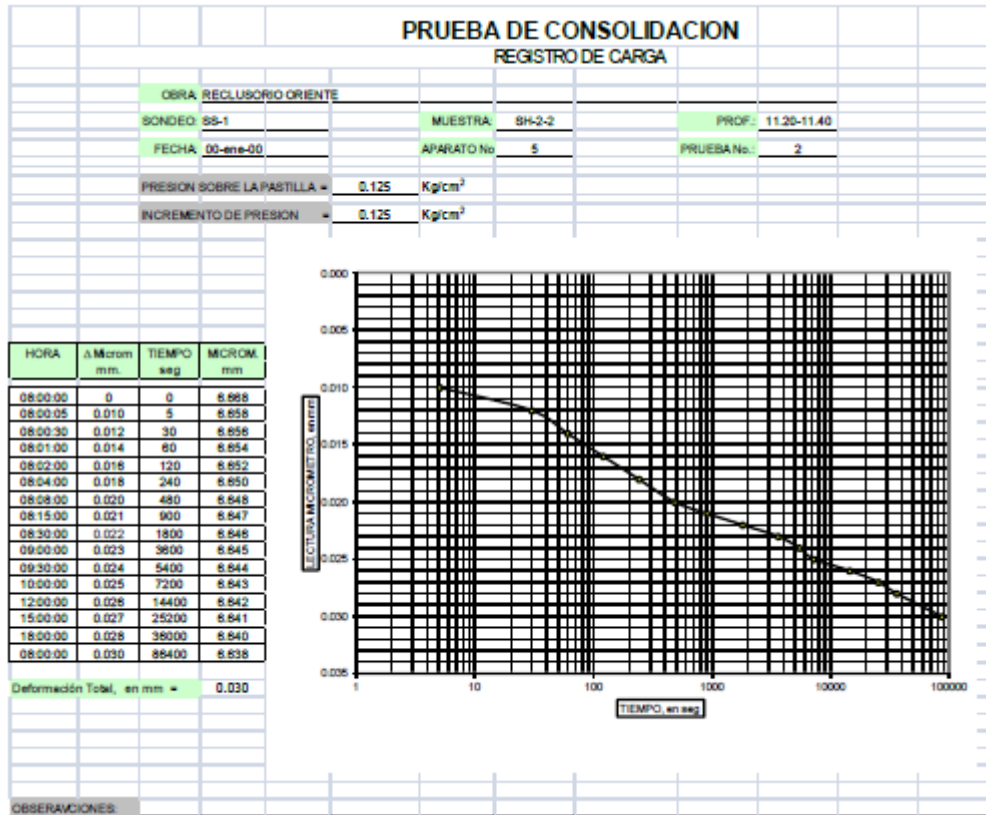 PRUEBA DE CONSOLIDACION
REGISTRO DE CARGA
OBRA: RECLUSORIO ORIENTE
SONDEO: SS-1 MUESTRA: SH-2-2 PROF.: 11.20-11.40
FECHA: 00-ene-00 APARATO No 5 PRUEBA No.: 2
PRESION SOBRE LA PASTILLA = 0.125 Kg/cm²
INCREMENTO DE PRESION = 0.125 Kg/cm²
HORA Δ Microm mm. TIEMPO seg MICROM. mm
08:00:00 0 0 6.668
08:00:05 0.010 5 6.658
08:00:30 0.012 30 6.656
08:01:00 0.014 60 6.654
08:02:00 0.016 120 6.652
08:04:00 0.018 240 6.650
08:08:00 0.020 480 6.648
08:15:00 0.021 900 6.647
08:30:00 0.022 1800 6.646
09:00:00 0.023 3600 6.645
09:30:00 0.024 5400 6.644
10:00:00 0.025 7200 6.643
12:00:00 0.026 14400 6.642
15:00:00 0.027 25200 6.641
18:00:00 0.028 36000 6.640
08:00:00 0.030 86400 6.638
Deformación Total, en mm = 0.030
LECTURA MICROMETRO, en mm
0.000
0.005
0.010
0.015
0.020
0.025
0.030
0.035
1 10 100 1000 10000 100000
TIEMPO, en seg
OBSERAVCIONES: